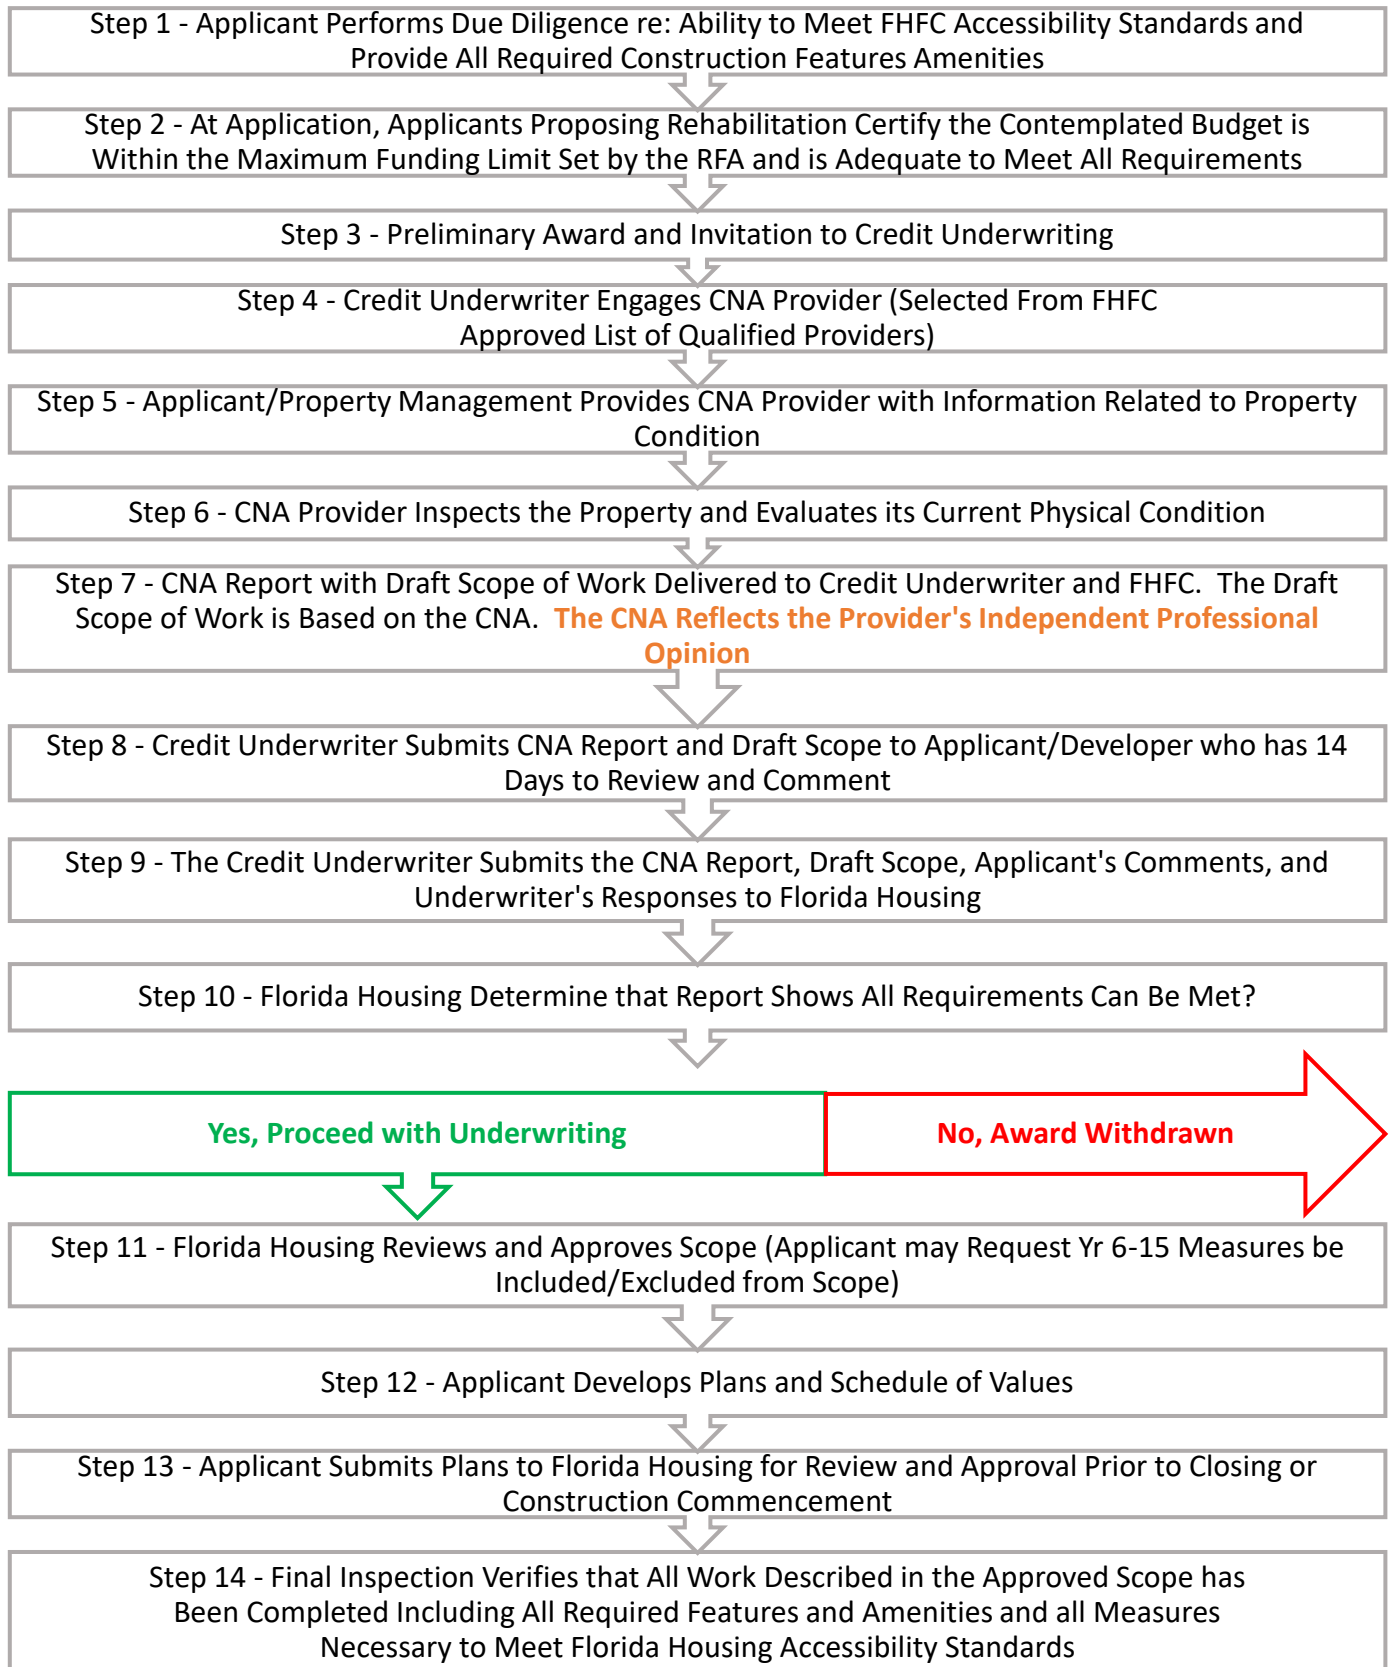 Step 1 - Applicant Performs Due Diligence re: Ability to Meet FHFC Accessibility Standards and
Provide All Required Construction Features Amenities
Step 2 - At Application, Applicants Proposing Rehabilitation Certify the Contemplated Budget is
Within the Maximum Funding Limit Set by the RFA and is Adequate to Meet All Requirements
Step 3 - Preliminary Award and Invitation to Credit Underwriting
Step 4 - Credit Underwriter Engages CNA Provider (Selected From FHFC
Approved List of Qualified Providers)
Step 5 - Applicant/Property Management Provides CNA Provider with Information Related to Property
Condition
Step 6 - CNA Provider Inspects the Property and Evaluates its Current Physical Condition
Step 7 - CNA Report with Draft Scope of Work Delivered to Credit Underwriter and FHFC.  The Draft
Scope of Work is Based on the CNA.  The CNA Reflects the Provider's Independent Professional
Opinion
Step 8 - Credit Underwriter Submits CNA Report and Draft Scope to Applicant/Developer who has 14
Days to Review and Comment
Step 9 - The Credit Underwriter Submits the CNA Report, Draft Scope, Applicant's Comments, and
Underwriter's Responses to Florida Housing
Step 10 - Florida Housing Determine that Report Shows All Requirements Can Be Met?
Yes, Proceed with Underwriting
No, Award Withdrawn
Step 11 - Florida Housing Reviews and Approves Scope (Applicant may Request Yr 6-15 Measures be
Included/Excluded from Scope)
Step 12 - Applicant Develops Plans and Schedule of Values
Step 13 - Applicant Submits Plans to Florida Housing for Review and Approval Prior to Closing or
Construction Commencement
Step 14 - Final Inspection Verifies that All Work Described in the Approved Scope has
Been Completed Including All Required Features and Amenities and all Measures
Necessary to Meet Florida Housing Accessibility Standards